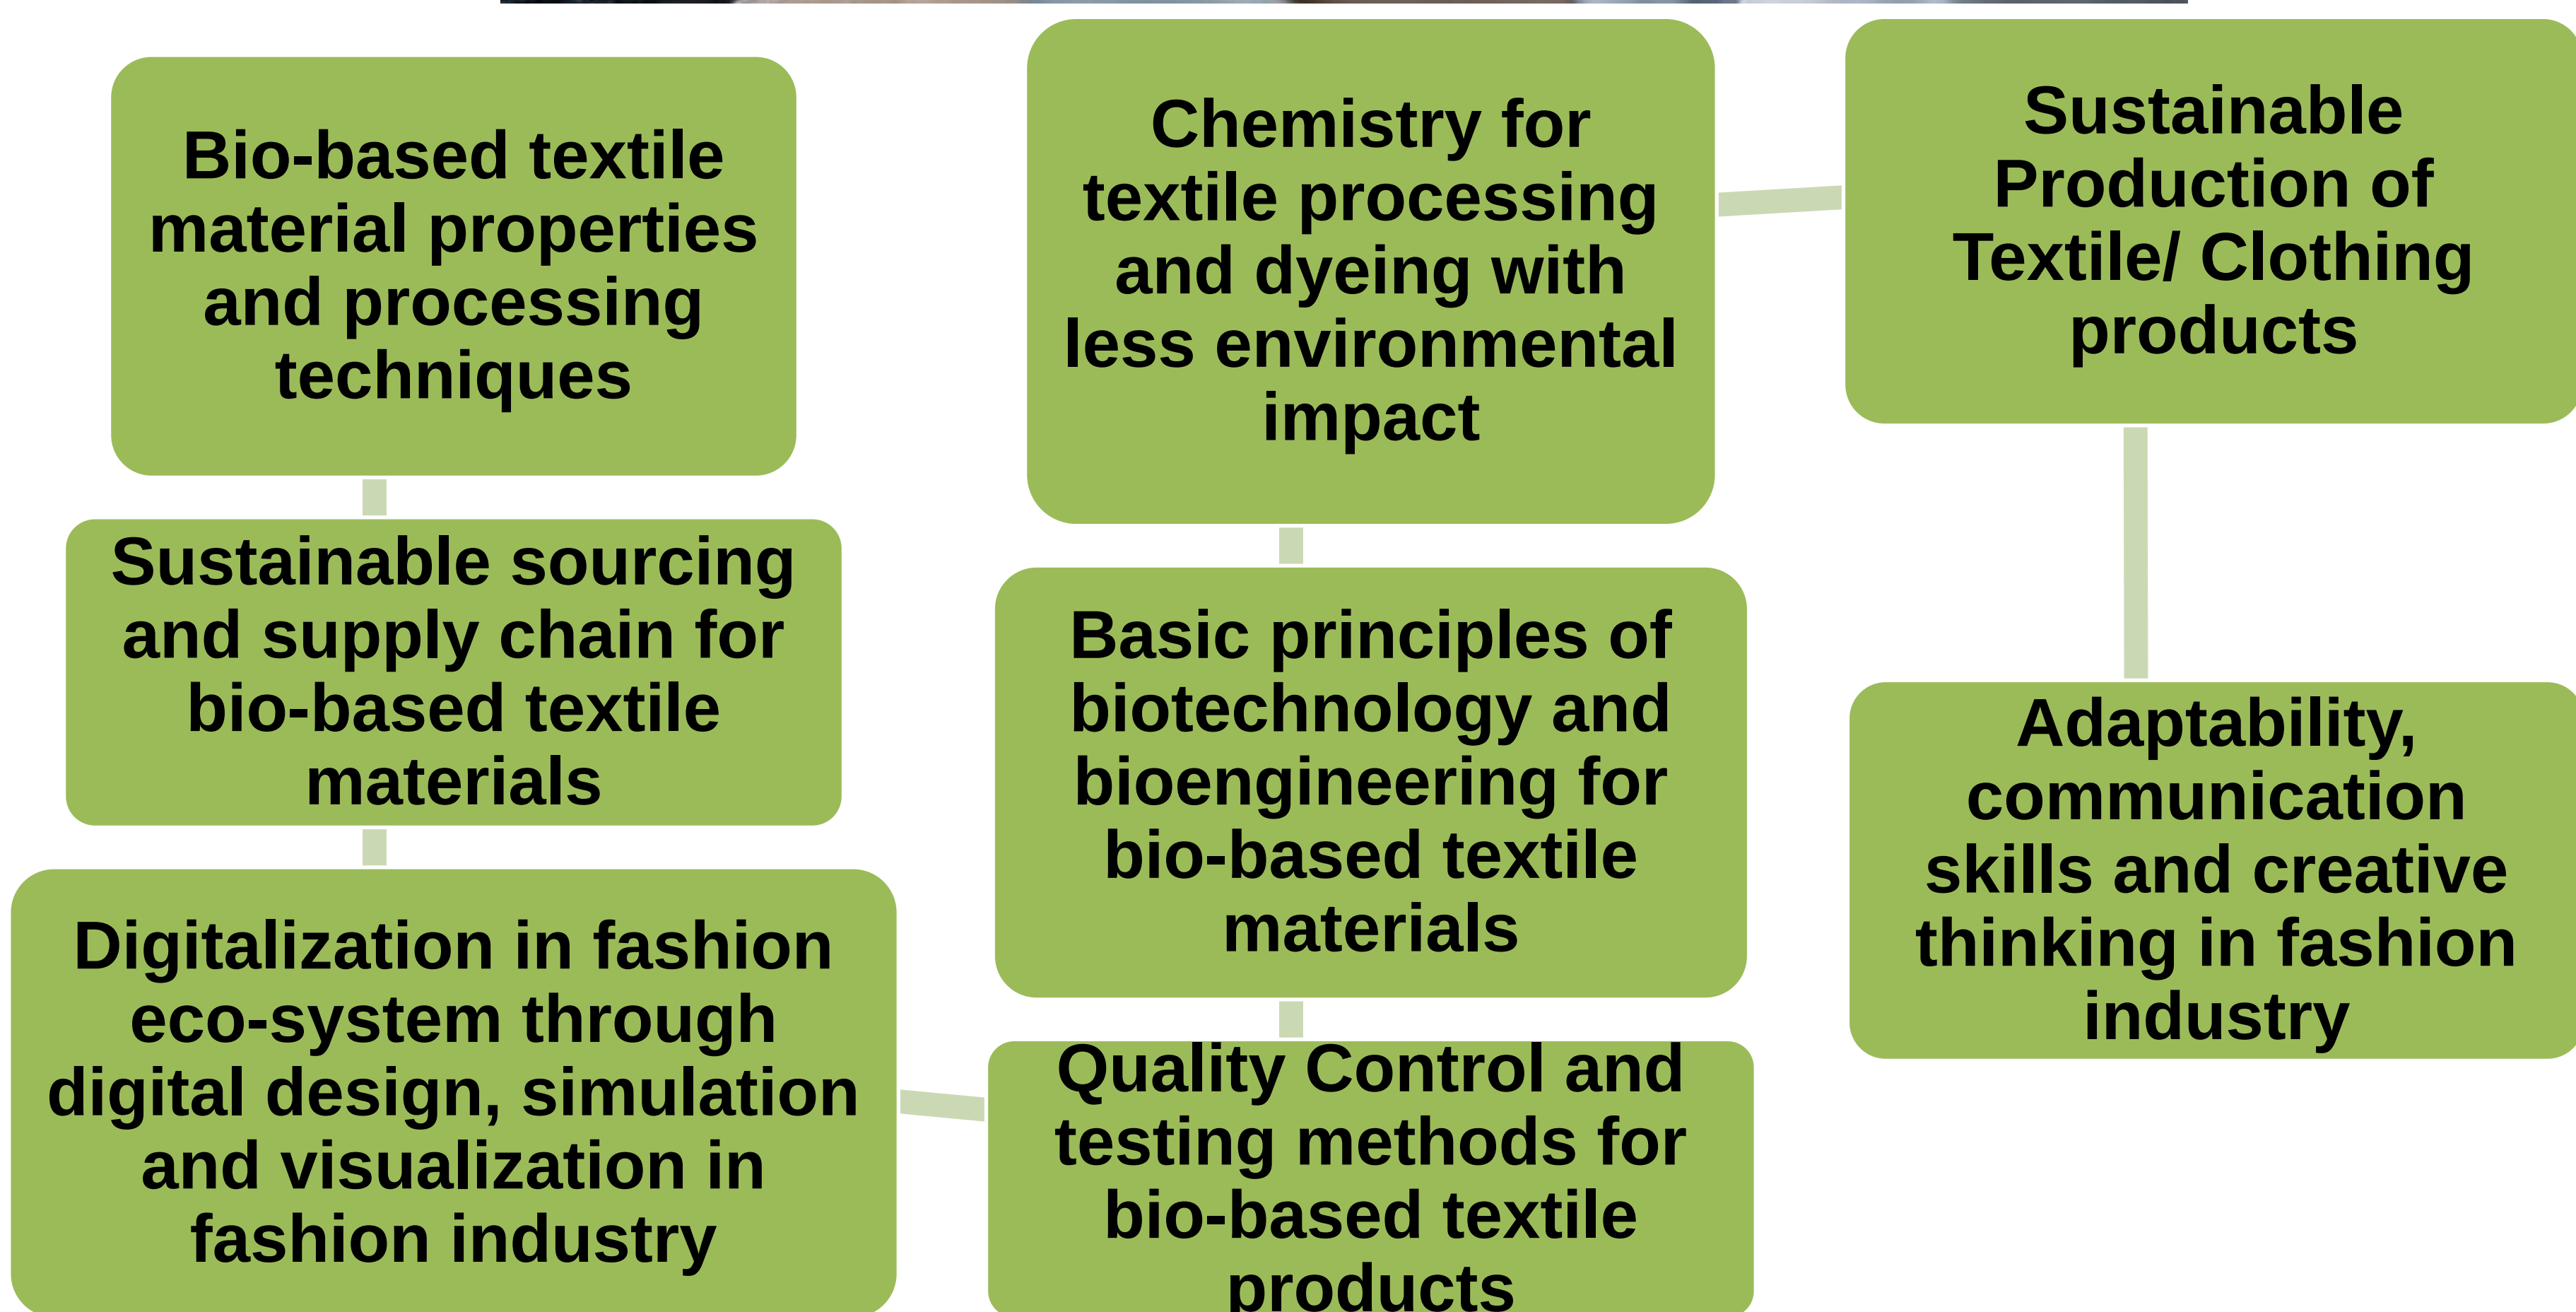 Bio-based textile
material properties
and processing
techniques
Sustainable sourcing
and supply chain for
bio-based textile
materials
Digitalization in fashion
eco-system through
digital design, simulation
and visualization in
fashion industry
Quality Control and
testing methods for
bio-based textile
products
Basic principles of
biotechnology and
bioengineering for
bio-based textile
materials
Chemistry for
textile processing
and dyeing with
less environmental
impact
Sustainable
Production of
Textile/ Clothing
products
Adaptability,
communication
skills and creative
thinking in fashion
industry